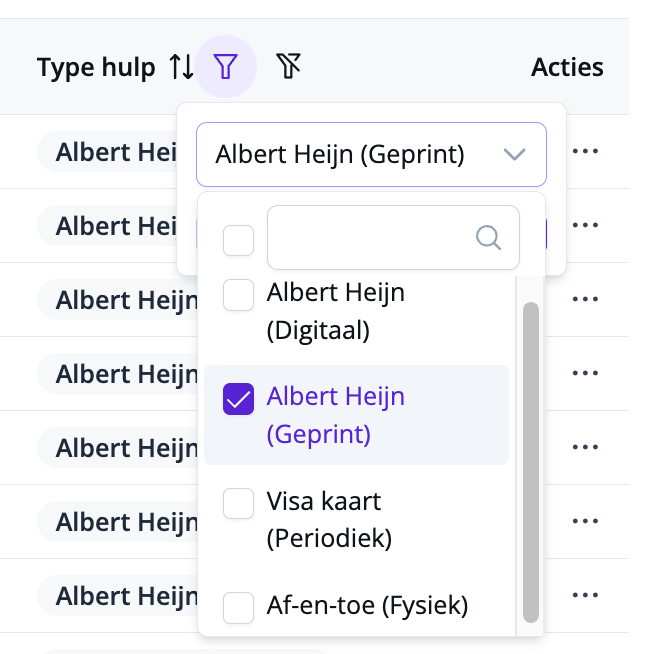 Type hulp
Acties
Albert Heijn (Geprint)
Albert Hei
Albert Hei
Albert Heijn
Albert Heijn
Albert Heijn
Albert Heijn
Albert Heijn
Albert Heijn
(Digitaal)
Albert Heijn
(Geprint)
Visa kaart
(Periodiek)
Af-en-toe (Fysiek)